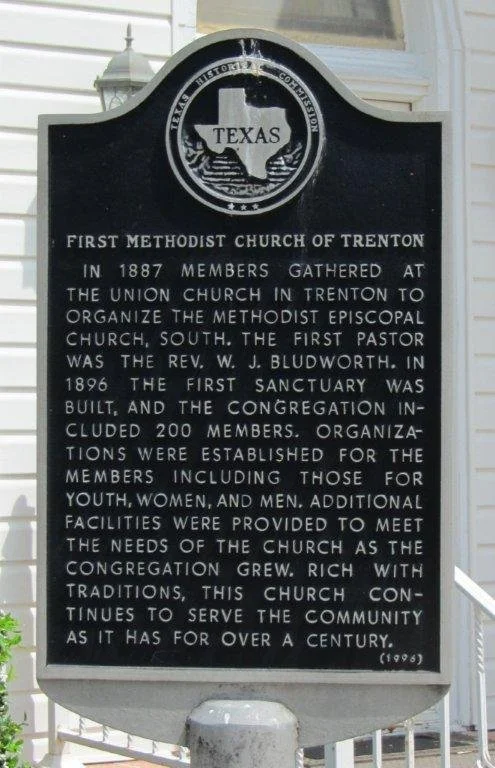 TEXAS HISTORICAL COMMISSION
TEXAS
FIRST METHODIST CHURCH OF TRENTON
IN 1887 MEMBERS GATHERED AT
THE UNION CHURCH IN TRENTON TO
ORGANIZE THE METHODIST EPISCOPAL
CHURCH, SOUTH. THE FIRST PASTOR
WAS THE REV. W. J. BLUDWORTH. IN
1896 THE FIRST SANCTUARY WAS
BUILT, AND THE CONGREGATION IN-
CLUDED 200 MEMBERS. ORGANIZA-
TIONS WERE ESTABLISHED FOR THE
MEMBERS INCLUDING THOSE FOR
YOUTH, WOMEN, AND MEN. ADDITIONAL
FACILITIES WERE PROVIDED TO MEET
THE NEEDS OF THE CHURCH AS THE
CONGREGATION GREW. RICH WITH
TRADITIONS, THIS CHURCH CON-
TINUES TO SERVE THE COMMUNITY
AS IT HAS FOR OVER A CENTURY.
(1996)